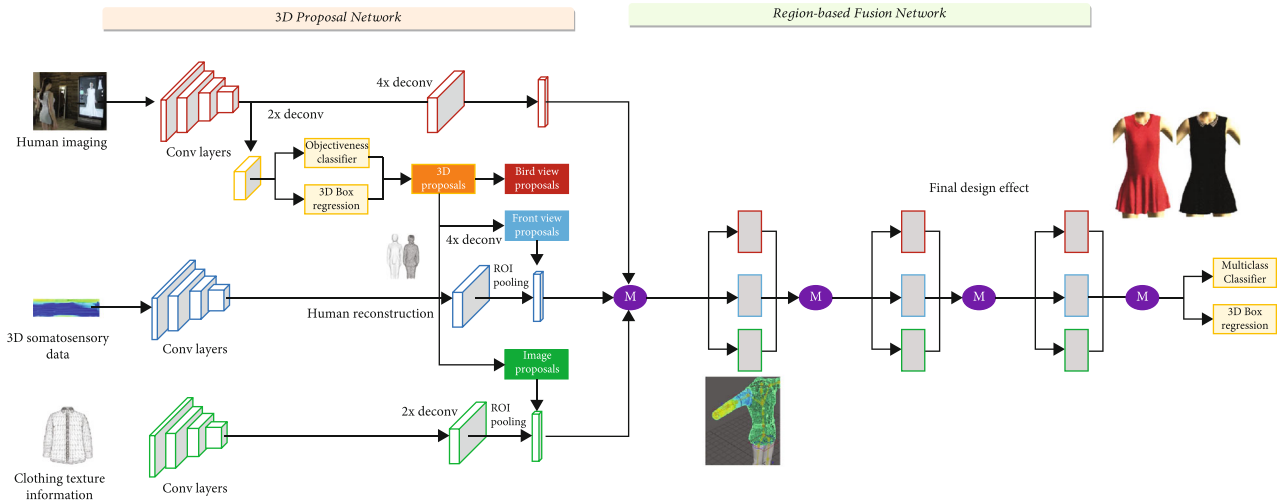 3D Proposal Network
Region-based Fusion Network
Human imaging
Conv layers
4x deconv
2x deconv
Objectiveness
classifier
3D Box
regression
3D
proposals
Bird view
proposals
Front view
proposals
4x deconv
ROI
pooling
Human reconstruction
3D somatosensory
data
Conv layers
Image
proposals
2x deconv
ROI
pooling
Clothing texture
information
Conv layers
M
M
M
M
Final design effect
Multiclass
Classifier
3D Box
regression